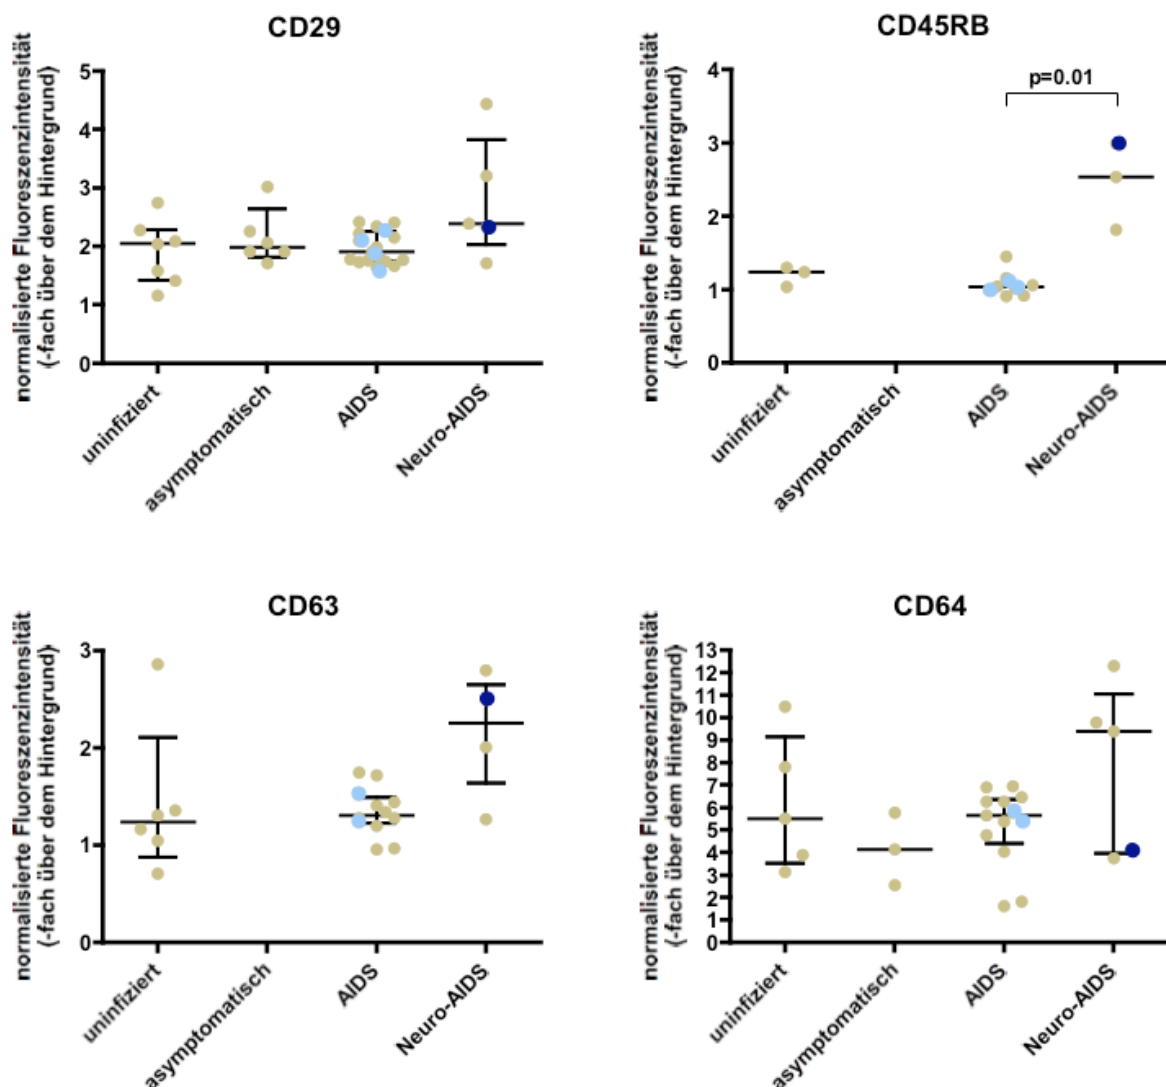 CD29
normalisierte Fluoreszenzintensität
(-fach über dem Hintergrund)
5
4
3
2
1
0
uninfiziert
asymptomatisch
AIDS
Neuro-AIDS
CD45RB
normalisierte Fluoreszenzintensität
(-fach über dem Hintergrund)
4
3
2
1
0
p=0.01
uninfiziert
asymptomatisch
AIDS
Neuro-AIDS
CD63
normalisierte Fluoreszenzintensität
(-fach über dem Hintergrund)
3
2
1
0
uninfiziert
asymptomatisch
AIDS
Neuro-AIDS
CD64
normalisierte Fluoreszenzintensität
(-fach über dem Hintergrund)
13
12
11
10
9
8
7
6
5
4
3
2
1
0
uninfiziert
asymptomatisch
AIDS
Neuro-AIDS